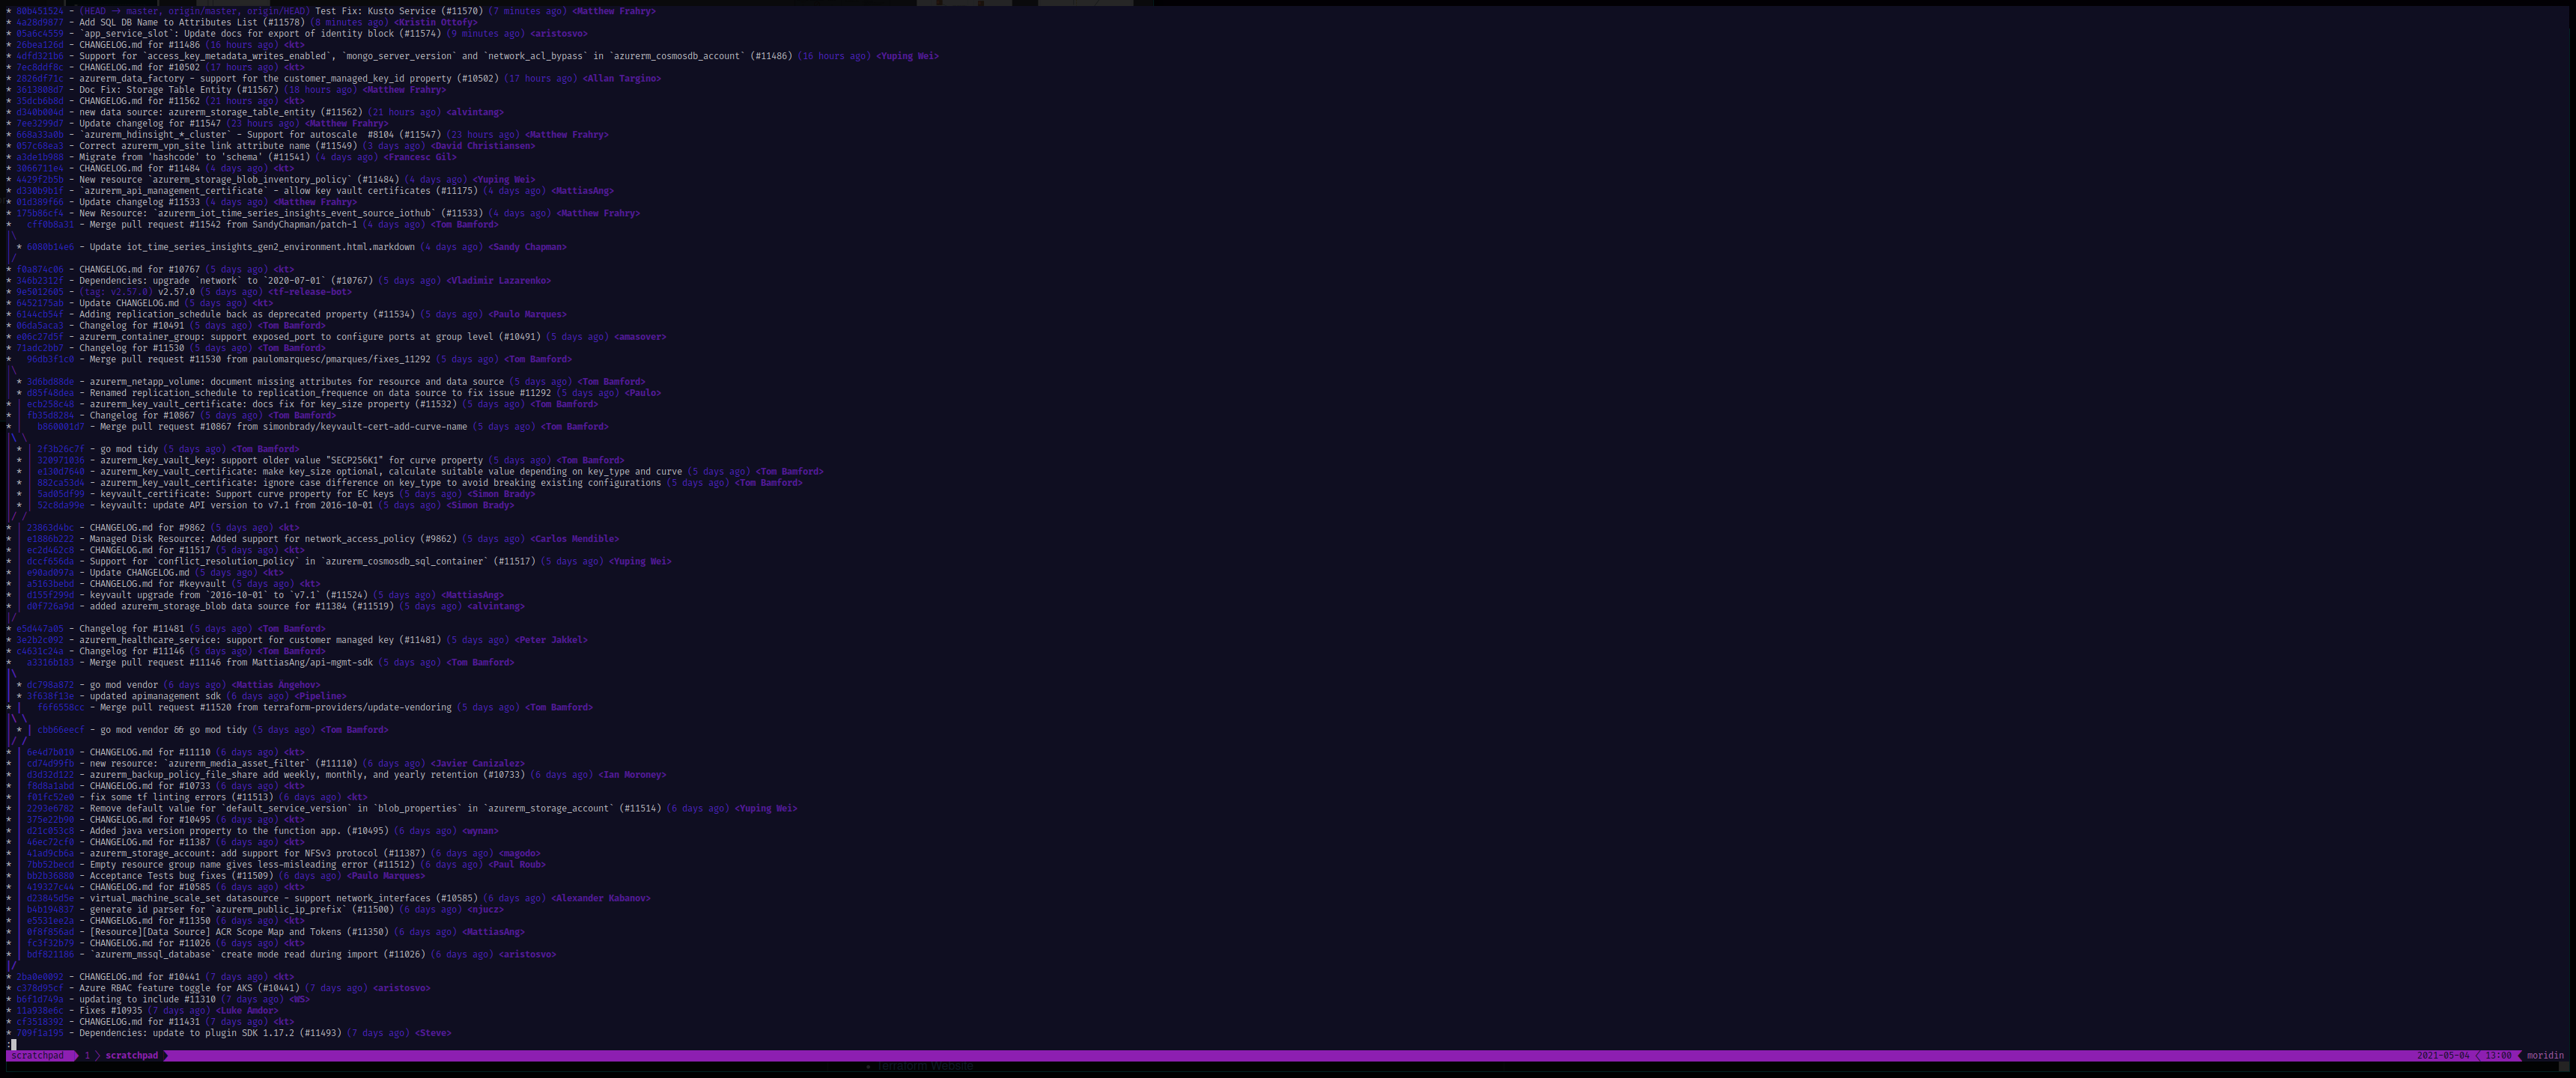 * 80b451524 - (HEAD -> master, origin/master, origin/HEAD) Test Fix: Kusto Service (#11570) (7 minutes ago) <Matthew Frahry>
* 4a28d9877 - Add SQL DB Name to Attributes List (#11578) (8 minutes ago) <Kristin Ottofy>
* 05a6c4559 - `app_service_slot`: Update docs for export of identity block (#11574) (9 minutes ago) <aristosvo>
* 26bea126d - CHANGELOG.md for #11486 (16 hours ago) <kt>
* 4dfd321b6 - Support for `access_key_metadata_writes_enabled`, `mongo_server_version` and `network_acl_bypass` in `azurerm_cosmosdb_account` (#11486) (16 hours ago) <Yuping Wei>
* 7ec8ddf8c - CHANGELOG.md for #10502 (17 hours ago) <kt>
* 2826df71c - azurerm_data_factory - support for the customer_managed_key_id property (#10502) (17 hours ago) <Allan Targino>
* 3613808d7 - Doc Fix: Storage Table Entity (#11567) (18 hours ago) <Matthew Frahry>
* 35dcb6b8d - CHANGELOG.md for #11562 (21 hours ago) <kt>
* d340b004d - new data source: azurerm_storage_table_entity (#11562) (21 hours ago) <alvintang>
* 7ee3299d7 - Update changelog for #11547 (23 hours ago) <Matthew Frahry>
* 668a33a0b - `azurerm_hdinsight_*_cluster` - Support for autoscale  #8104 (#11547) (23 hours ago) <Matthew Frahry>
* 057c68ea3 - Correct azurerm_vpn_site link attribute name (#11549) (3 days ago) <David Christiansen>
* a3de1b988 - Migrate from 'hashcode' to 'schema' (#11541) (4 days ago) <Francesc Gil>
* 3066711e4 - CHANGELOG.md for #11484 (4 days ago) <kt>
* 4429f2b5b - New resource `azurerm_storage_blob_inventory_policy` (#11484) (4 days ago) <Yuping Wei>
* d330b9b1f - `azurerm_api_management_certificate` - allow key vault certificates (#11175) (4 days ago) <MattiasAng>
* 01d389f66 - Update changelog #11533 (4 days ago) <Matthew Frahry>
* 175b06cf4 - New Resource: `azurerm_iot_time_series_insights_event_source_iothub` (#11533) (4 days ago) <Matthew Frahry>
*   cff0b8a31 - Merge pull request #11542 from SandyChapman/patch-1 (4 days ago) <Tom Bamford>
|\
| * 6088b14e6 - Update iot_time_series_insights_gen2_environment.html.markdown (4 days ago) <Sandy Chapman>
|/
* f0a874c06 - CHANGELOG.md for #10767 (5 days ago) <kt>
* 346b2312f - Dependencies: upgrade `network` to `2020-07-01` (#10767) (5 days ago) <Vladimir Lazarenko>
* 9e5012605 - (tag: v2.57.0) v2.57.0 (5 days ago) <tf-release-bot>
* 6452175ab - Update CHANGELOG.md (5 days ago) <kt>
* 6144cb54f - Adding replication_schedule back as deprecated property (#11534) (5 days ago) <Paulo Marques>
* 06da5aca3 - Changelog for #10491 (5 days ago) <Tom Bamford>
* e06c27d5f - azurerm_container_group: support exposed_port to configure ports at group level (#10491) (5 days ago) <amasover>
* 71adc2bb7 - Changelog for #11530 (5 days ago) <Tom Bamford>
*   96db3f1c0 - Merge pull request #11530 from paulomarquesc/pmarques/fixes_11292 (5 days ago) <Tom Bamford>
|\
| * 3d6bd88de - azurerm_netapp_volume: document missing attributes for resource and data source (5 days ago) <Tom Bamford>
| * d85f48dea - Renamed replication_schedule to replication_frequence on data source to fix issue #11292 (5 days ago) <Paulo>
* | ecb258c48 - azurerm_key_vault_certificate: docs fix for key_size property (#11532) (5 days ago) <Tom Bamford>
* | fb35d8284 - Changelog for #10867 (5 days ago) <Tom Bamford>
* |   b860001d7 - Merge pull request #10867 from simonbrady/keyvault-cert-add-curve-name (5 days ago) <Tom Bamford>
|\ \
| * | 2f3b26c7f - go mod tidy (5 days ago) <Tom Bamford>
| * | 320971036 - azurerm_key_vault_key: support older value "SECP256K1" for curve property (5 days ago) <Tom Bamford>
| * | e130d7640 - azurerm_key_vault_certificate: make key_size optional, calculate suitable value depending on key_type and curve (5 days ago) <Tom Bamford>
| * | 882ca53d4 - azurerm_key_vault_certificate: ignore case difference on key_type to avoid breaking existing configurations (5 days ago) <Tom Bamford>
| * | 5ad05df99 - keyvault_certificate: Support curve property for EC keys (5 days ago) <Simon Brady>
| * | 52c8da99e - keyvault: update API version to v7.1 from 2016-10-01 (5 days ago) <Simon Brady>
|/ /
* | 23863d4bc - CHANGELOG.md for #9862 (5 days ago) <kt>
* | e1886b222 - Managed Disk Resource: Added support for network_access_policy (#9862) (5 days ago) <Carlos Mendible>
* | ec2d462c8 - CHANGELOG.md for #11517 (5 days ago) <kt>
* | dccf656da - Support for `conflict_resolution_policy` in `azurerm_cosmosdb_sql_container` (#11517) (5 days ago) <Yuping Wei>
* | e90ad097a - Update CHANGELOG.md (5 days ago) <kt>
* | a5163bebd - CHANGELOG.md for #keyvault (5 days ago) <kt>
* | d155f299d - keyvault upgrade from `2016-10-01` to `v7.1` (#11524) (5 days ago) <MattiasAng>
* | d0f726a9d - added azurerm_storage_blob data source for #11384 (#11519) (5 days ago) <alvintang>
|/
* e5d447a05 - Changelog for #11481 (5 days ago) <Tom Bamford>
* 3e2b2c092 - azurerm_healthcare_service: support for customer managed key (#11481) (5 days ago) <Peter Jakkel>
* c4631c24a - Changelog for #11146 (5 days ago) <Tom Bamford>
*   a3316b183 - Merge pull request #11146 from MattiasAng/api-mgmt-sdk (5 days ago) <Tom Bamford>
|\
| * dc798a872 - go mod vendor (6 days ago) <Mattias Ängehov>
| * 3f630f13e - updated apimanagement sdk (6 days ago) <Pipeline>
* |   f6f6558cc - Merge pull request #11520 from terraform-providers/update-vendoring (5 days ago) <Tom Bamford>
|\ \
| * | cbb66eecf - go mod vendor && go mod tidy (5 days ago) <Tom Bamford>
|/ /
* | 6e4d7b010 - CHANGELOG.md for #11110 (6 days ago) <kt>
* | cd74d99fb - new resource: `azurerm_media_asset_filter` (#11110) (6 days ago) <Javier Canizalez>
* | d3d32d122 - azurerm_backup_policy_file_share add weekly, monthly, and yearly retention (#10733) (6 days ago) <Ian Moroney>
* | f8d8a1abd - CHANGELOG.md for #10733 (6 days ago) <kt>
* | f01fc52e0 - fix some tf linting errors (#11513) (6 days ago) <kt>
* | 2293e6782 - Remove default value for `default_service_version` in `blob_properties` in `azurerm_storage_account` (#11514) (6 days ago) <Yuping Wei>
* | 375e22b90 - CHANGELOG.md for #10495 (6 days ago) <kt>
* | d21c053c8 - Added java version property to the function app. (#10495) (6 days ago) <wynan>
* | 46ec72cf0 - CHANGELOG.md for #11387 (6 days ago) <kt>
* | 41ad9cb6a - azurerm_storage_account: add support for NFSv3 protocol (#11387) (6 days ago) <magodo>
* | 7bb52becd - Empty resource group name gives less-misleading error (#11512) (6 days ago) <Paul Roub>
* | bb2b36880 - Acceptance Tests bug fixes (#11509) (6 days ago) <Paulo Marques>
* | 419327c44 - CHANGELOG.md for #10585 (6 days ago) <kt>
* | d23845d5e - virtual_machine_scale_set datasource - support network_interfaces (#10585) (6 days ago) <Alexander Kabanov>
* | b4b194837 - generate id parser for `azurerm_public_ip_prefix` (#11500) (6 days ago) <njucz>
* | e5531ee2a - CHANGELOG.md for #11350 (6 days ago) <kt>
* | 0f8f856ad - [Resource][Data Source] ACR Scope Map and Tokens (#11350) (6 days ago) <MattiasAng>
* | fc3f32b79 - CHANGELOG.md for #11026 (6 days ago) <kt>
* | bdf821186 - `azurerm_mssql_database` create mode read during import (#11026) (6 days ago) <aristosvo>
|/
* 2ba0e0092 - CHANGELOG.md for #10441 (7 days ago) <kt>
* c378d95cf - Azure RBAC feature toggle for AKS (#10441) (7 days ago) <aristosvo>
* b6f1d749a - updating to include #11310 (7 days ago) <WS>
* 11a938e6c - Fixes #10935 (7 days ago) <Luke Amdor>
* cf3518392 - CHANGELOG.md for #11431 (7 days ago) <kt>
* 709f1a195 - Dependencies: update to plugin SDK 1.17.2 (#11493) (7 days ago) <Steve>
:
scratchpad 1 scratchpad 2021-05-04 13:00 moridin
Terraform Website